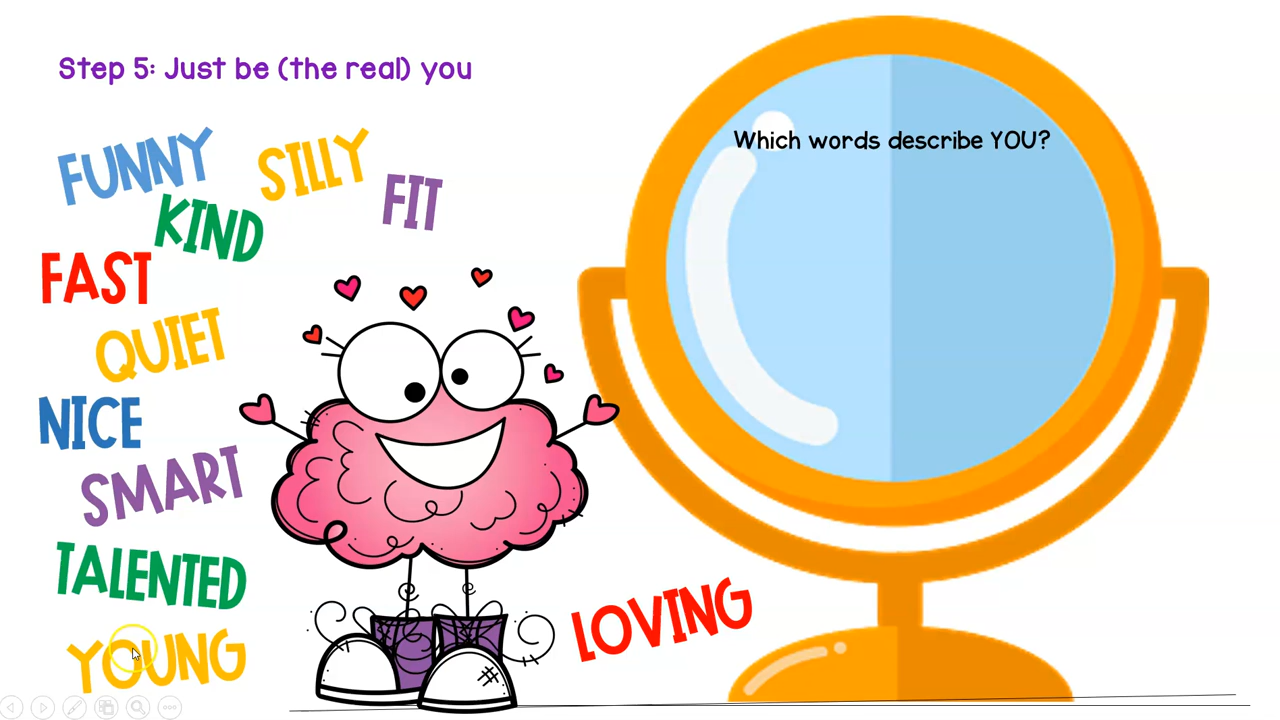 Step 5: Just be (the real) you
Which words describe YOU?
FUNNY
SILLY
KIND
FIT
FAST
QUIET
NICE
SMART
TALENTED
YOUNG
LOVING